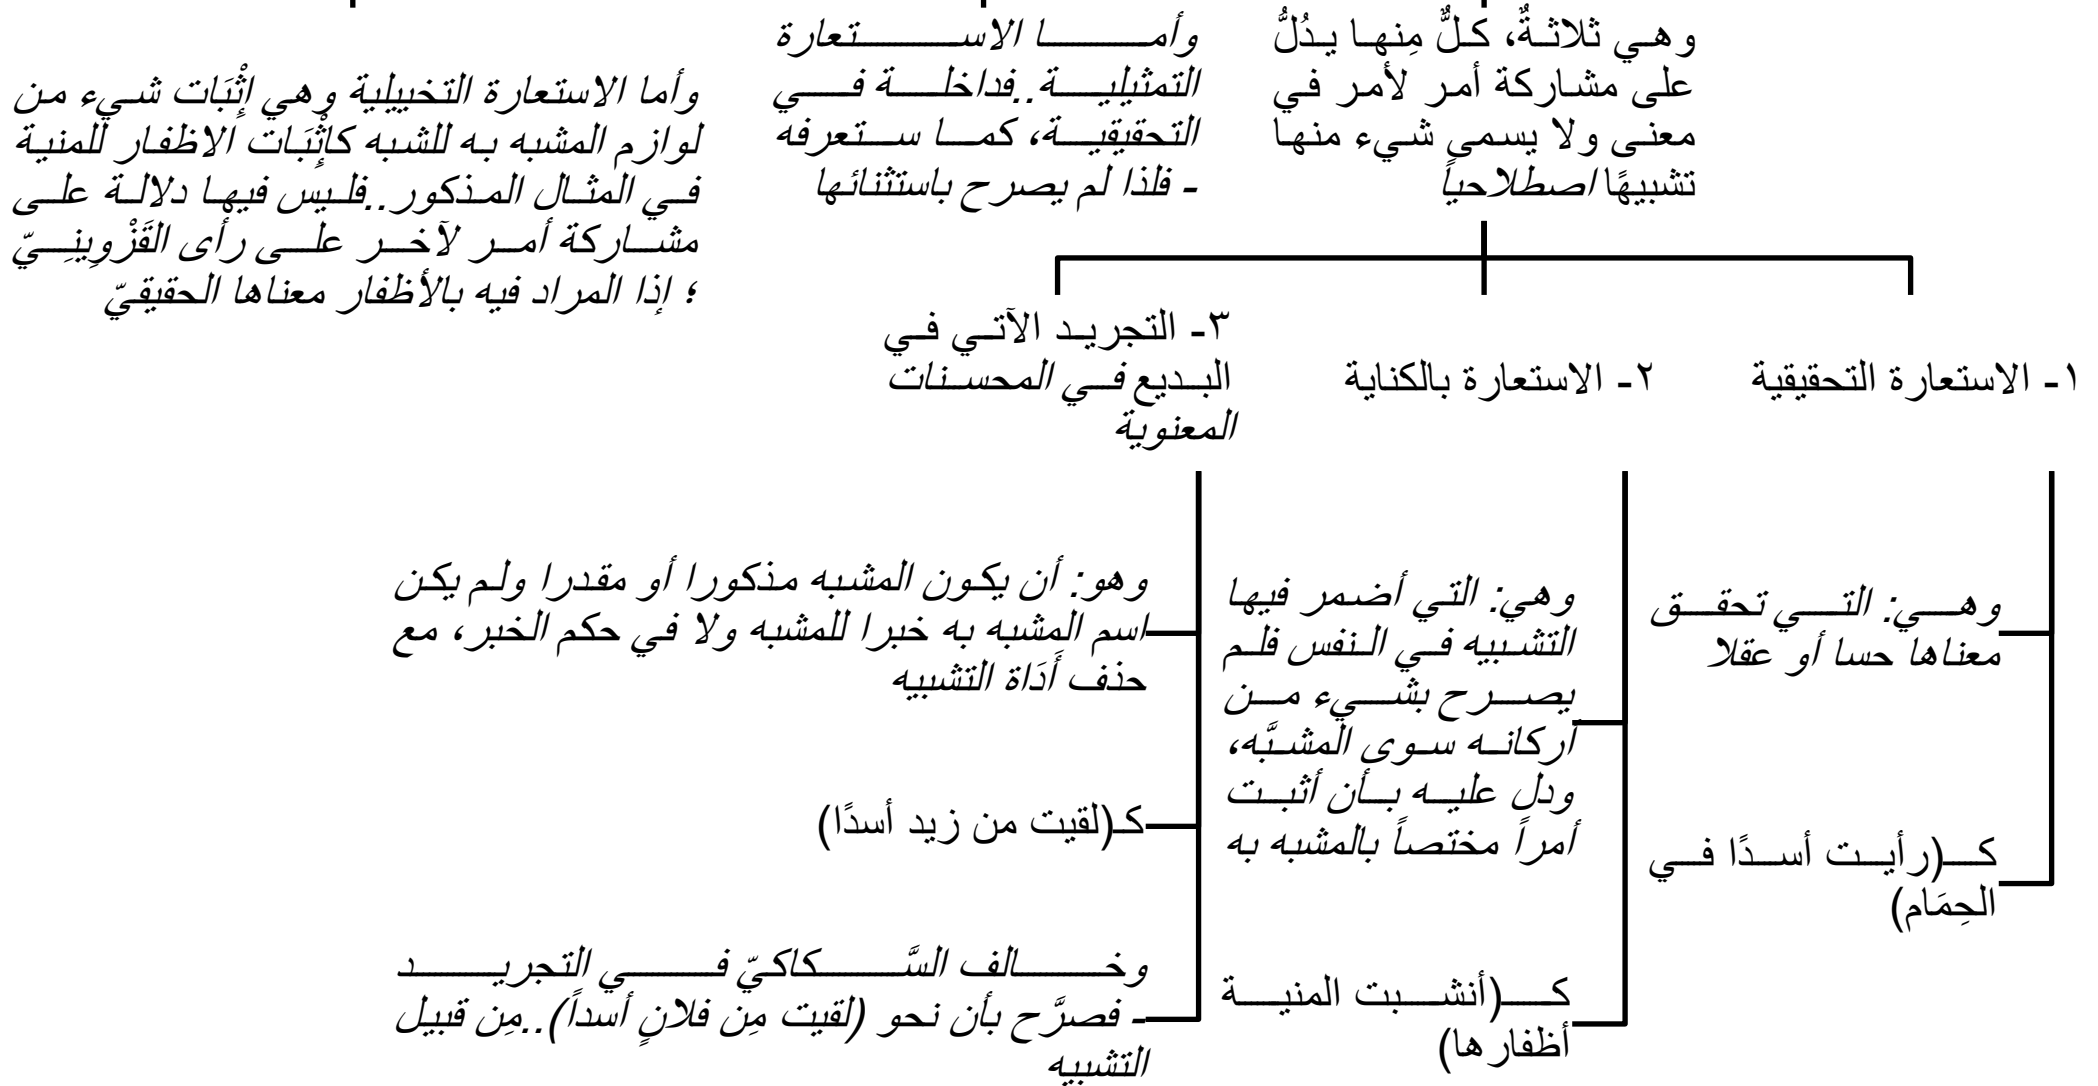 وهي ثلاثةٌ، كلٌّ مِنها يدُلُّ
على مشاركة أمر لأمر في
معنى ولا يسمى شيء منها
تشبيهًا اصطلاحياً
وأما الاستعارة
التمثيلية..فداخلة في
التحقيقية، كما ستعرفه
- فلذا لم يصرح باستثنائها
وأما الاستعارة التخييلية وهي إثْبَات شيء من
لوازم المشبه به للشبه كإثْبَات الاظفار للمنية
في المثال المذكور..فليس فيها دلالة على
مشاركة أمر لآخر على رأى القَزْوِينِيّ
؛ إذا المراد فيه بالأظفار معناها الحقيقيّ
١- الاستعارة التحقيقية
٢- الاستعارة بالكناية
٣- التجريد الآتي في
البديع في المحسنات
المعنوية
وهي: التي تحقق
معناها حسا أو عقلا
كـ(رأيت أسدًا في
الحِمَام)
وهي: التي أضمر فيها
التشبيه في النفس فلم
يصرح بشيء من
أركانه سوى المشبَّه،
ودل عليه بأن أثبت
أمراً مختصاً بالمشبه به
كـ(أنشبت المنية
أظفارها)
وهو: أن يكون المشبه مذكورا أو مقدرا ولم يكن
اسم المشبه به خبرا للمشبه ولا في حكم الخبر، مع
حذف أَدَاة التشبيه
كـ(لقيت من زيد أسدًا)
وخالف السَّكاكيّ في التجريد
- فصرَّح بأن نحو (لقيت مِن فلانٍ أسداً)..مِن قبيل
التشبيه